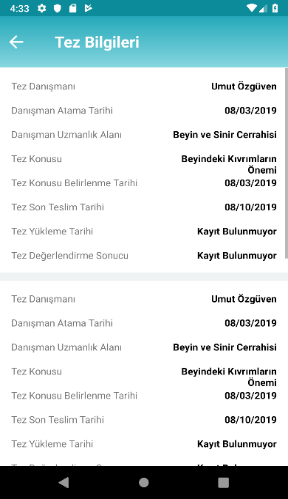 4:33
Tez Bilgileri
Tez Danışmanı Umut Özgüven
Danışman Atama Tarihi 08/03/2019
Danışman Uzmanlık Alanı Beyin ve Sinir Cerrahisi
Tez Konusu Beyindeki Kıvrımların
Önemi
Tez Konusu Belirlenme Tarihi 08/03/2019
Tez Son Teslim Tarihi 08/10/2019
Tez Yükleme Tarihi Kayıt Bulunmuyor
Tez Değerlendirme Sonucu Kayıt Bulunmuyor
Tez Danışmanı Umut Özgüven
Danışman Atama Tarihi 08/03/2019
Danışman Uzmanlık Alanı Beyin ve Sinir Cerrahisi
Tez Konusu Beyindeki Kıvrımların
Önemi
Tez Konusu Belirlenme Tarihi 08/03/2019
Tez Son Teslim Tarihi 08/10/2019
Tez Yükleme Tarihi Kayıt Bulunmuyor